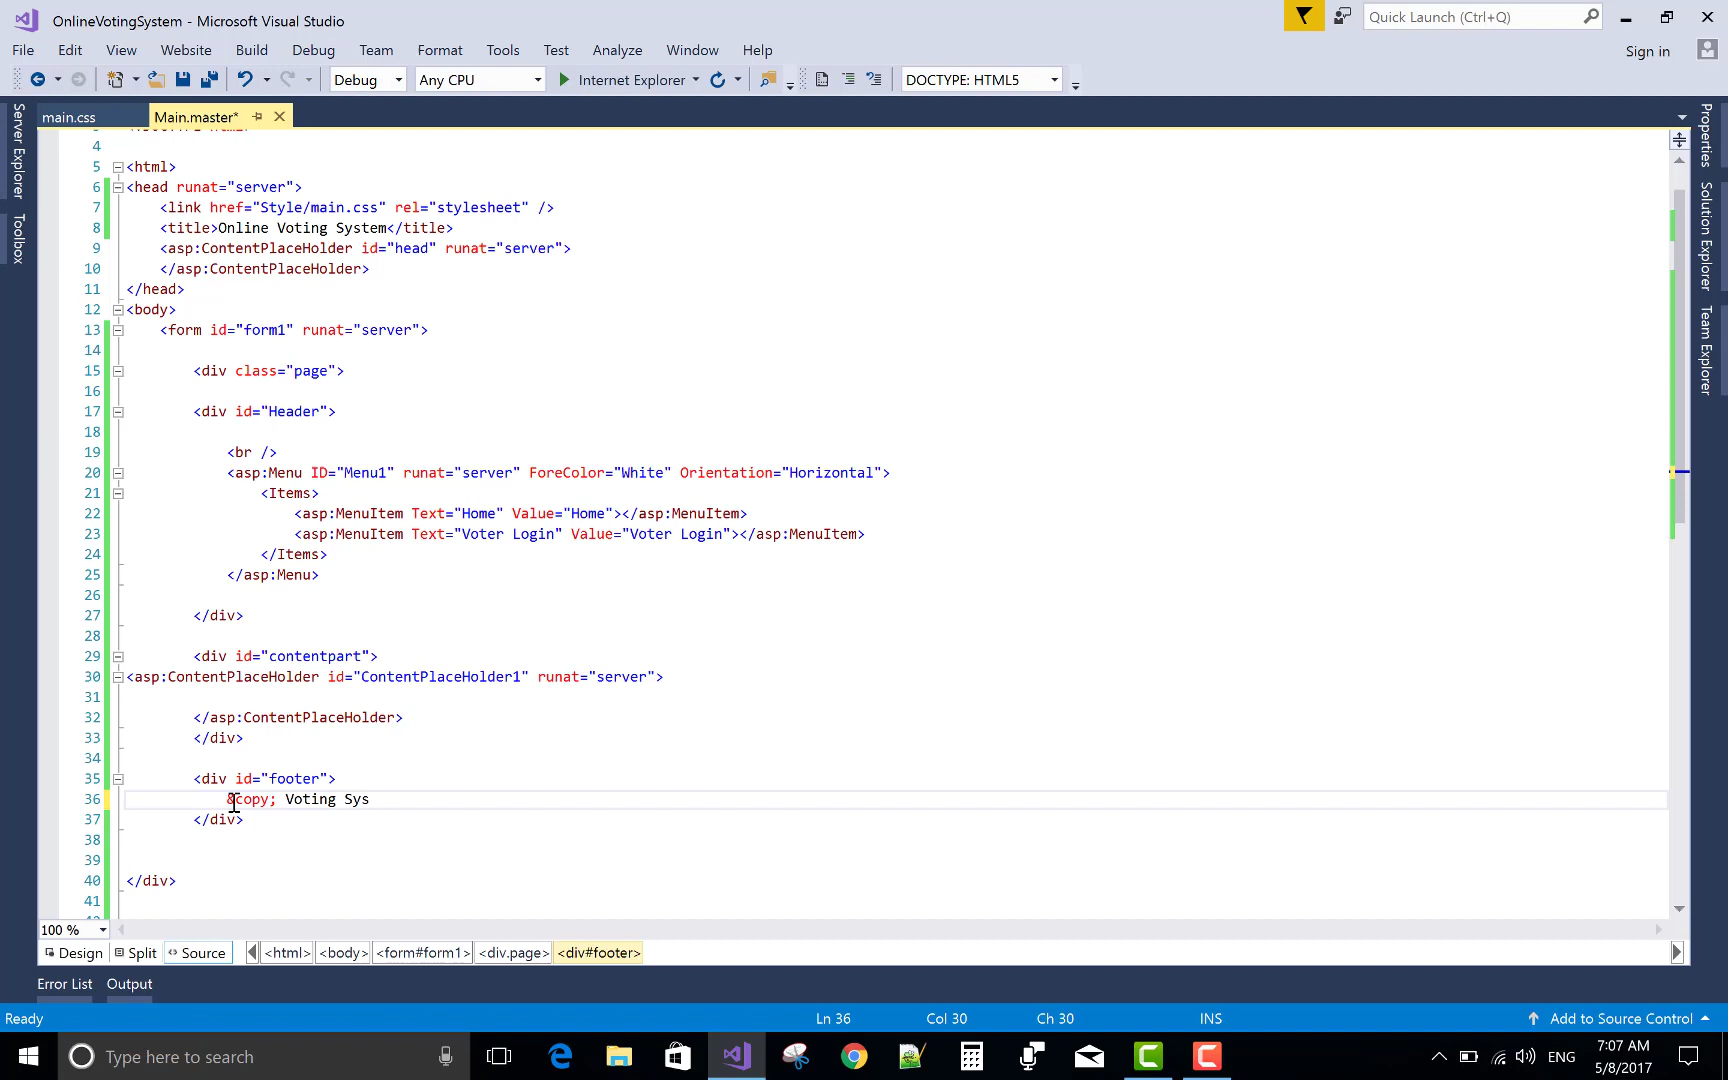 OnlineVotingSystem - Microsoft Visual Studio
Quick Launch (Ctrl+Q)
File Edit View Website Build Debug Team Format Tools Test Analyze Window Help
Sign in
Debug Any CPU Internet Explorer DOCTYPE: HTML5
main.css Main.master*
Server Explorer
Toolbox
Properties
Solution Explorer
Team Explorer
4
5 <html>
6 <head runat="server">
7 <link href="Style/main.css" rel="stylesheet" />
8 <title>Online Voting System</title>
9 <asp:ContentPlaceHolder id="head" runat="server">
10 </asp:ContentPlaceHolder>
11 </head>
12 <body>
13 <form id="form1" runat="server">
14
15 <div class="page">
16
17 <div id="Header">
18
19 <br />
20 <asp:Menu ID="Menu1" runat="server" ForeColor="White" Orientation="Horizontal">
21 <Items>
22 <asp:MenuItem Text="Home" Value="Home"></asp:MenuItem>
23 <asp:MenuItem Text="Voter Login" Value="Voter Login"></asp:MenuItem>
24 </Items>
25 </asp:Menu>
26
27 </div>
28
29 <div id="contentpart">
30 <asp:ContentPlaceHolder id="ContentPlaceHolder1" runat="server">
31
32 </asp:ContentPlaceHolder>
33 </div>
34
35 <div id="footer">
36 &copy; Voting Sys
37 </div>
38
39
40 </div>
41
100 %
Design Split Source <html> <body> <form#form1> <div.page> <div#footer>
Error List Output
Ready Ln 36 Col 30 Ch 30 INS Add to Source Control
Type here to search
ENG
7:07 AM
5/8/2017